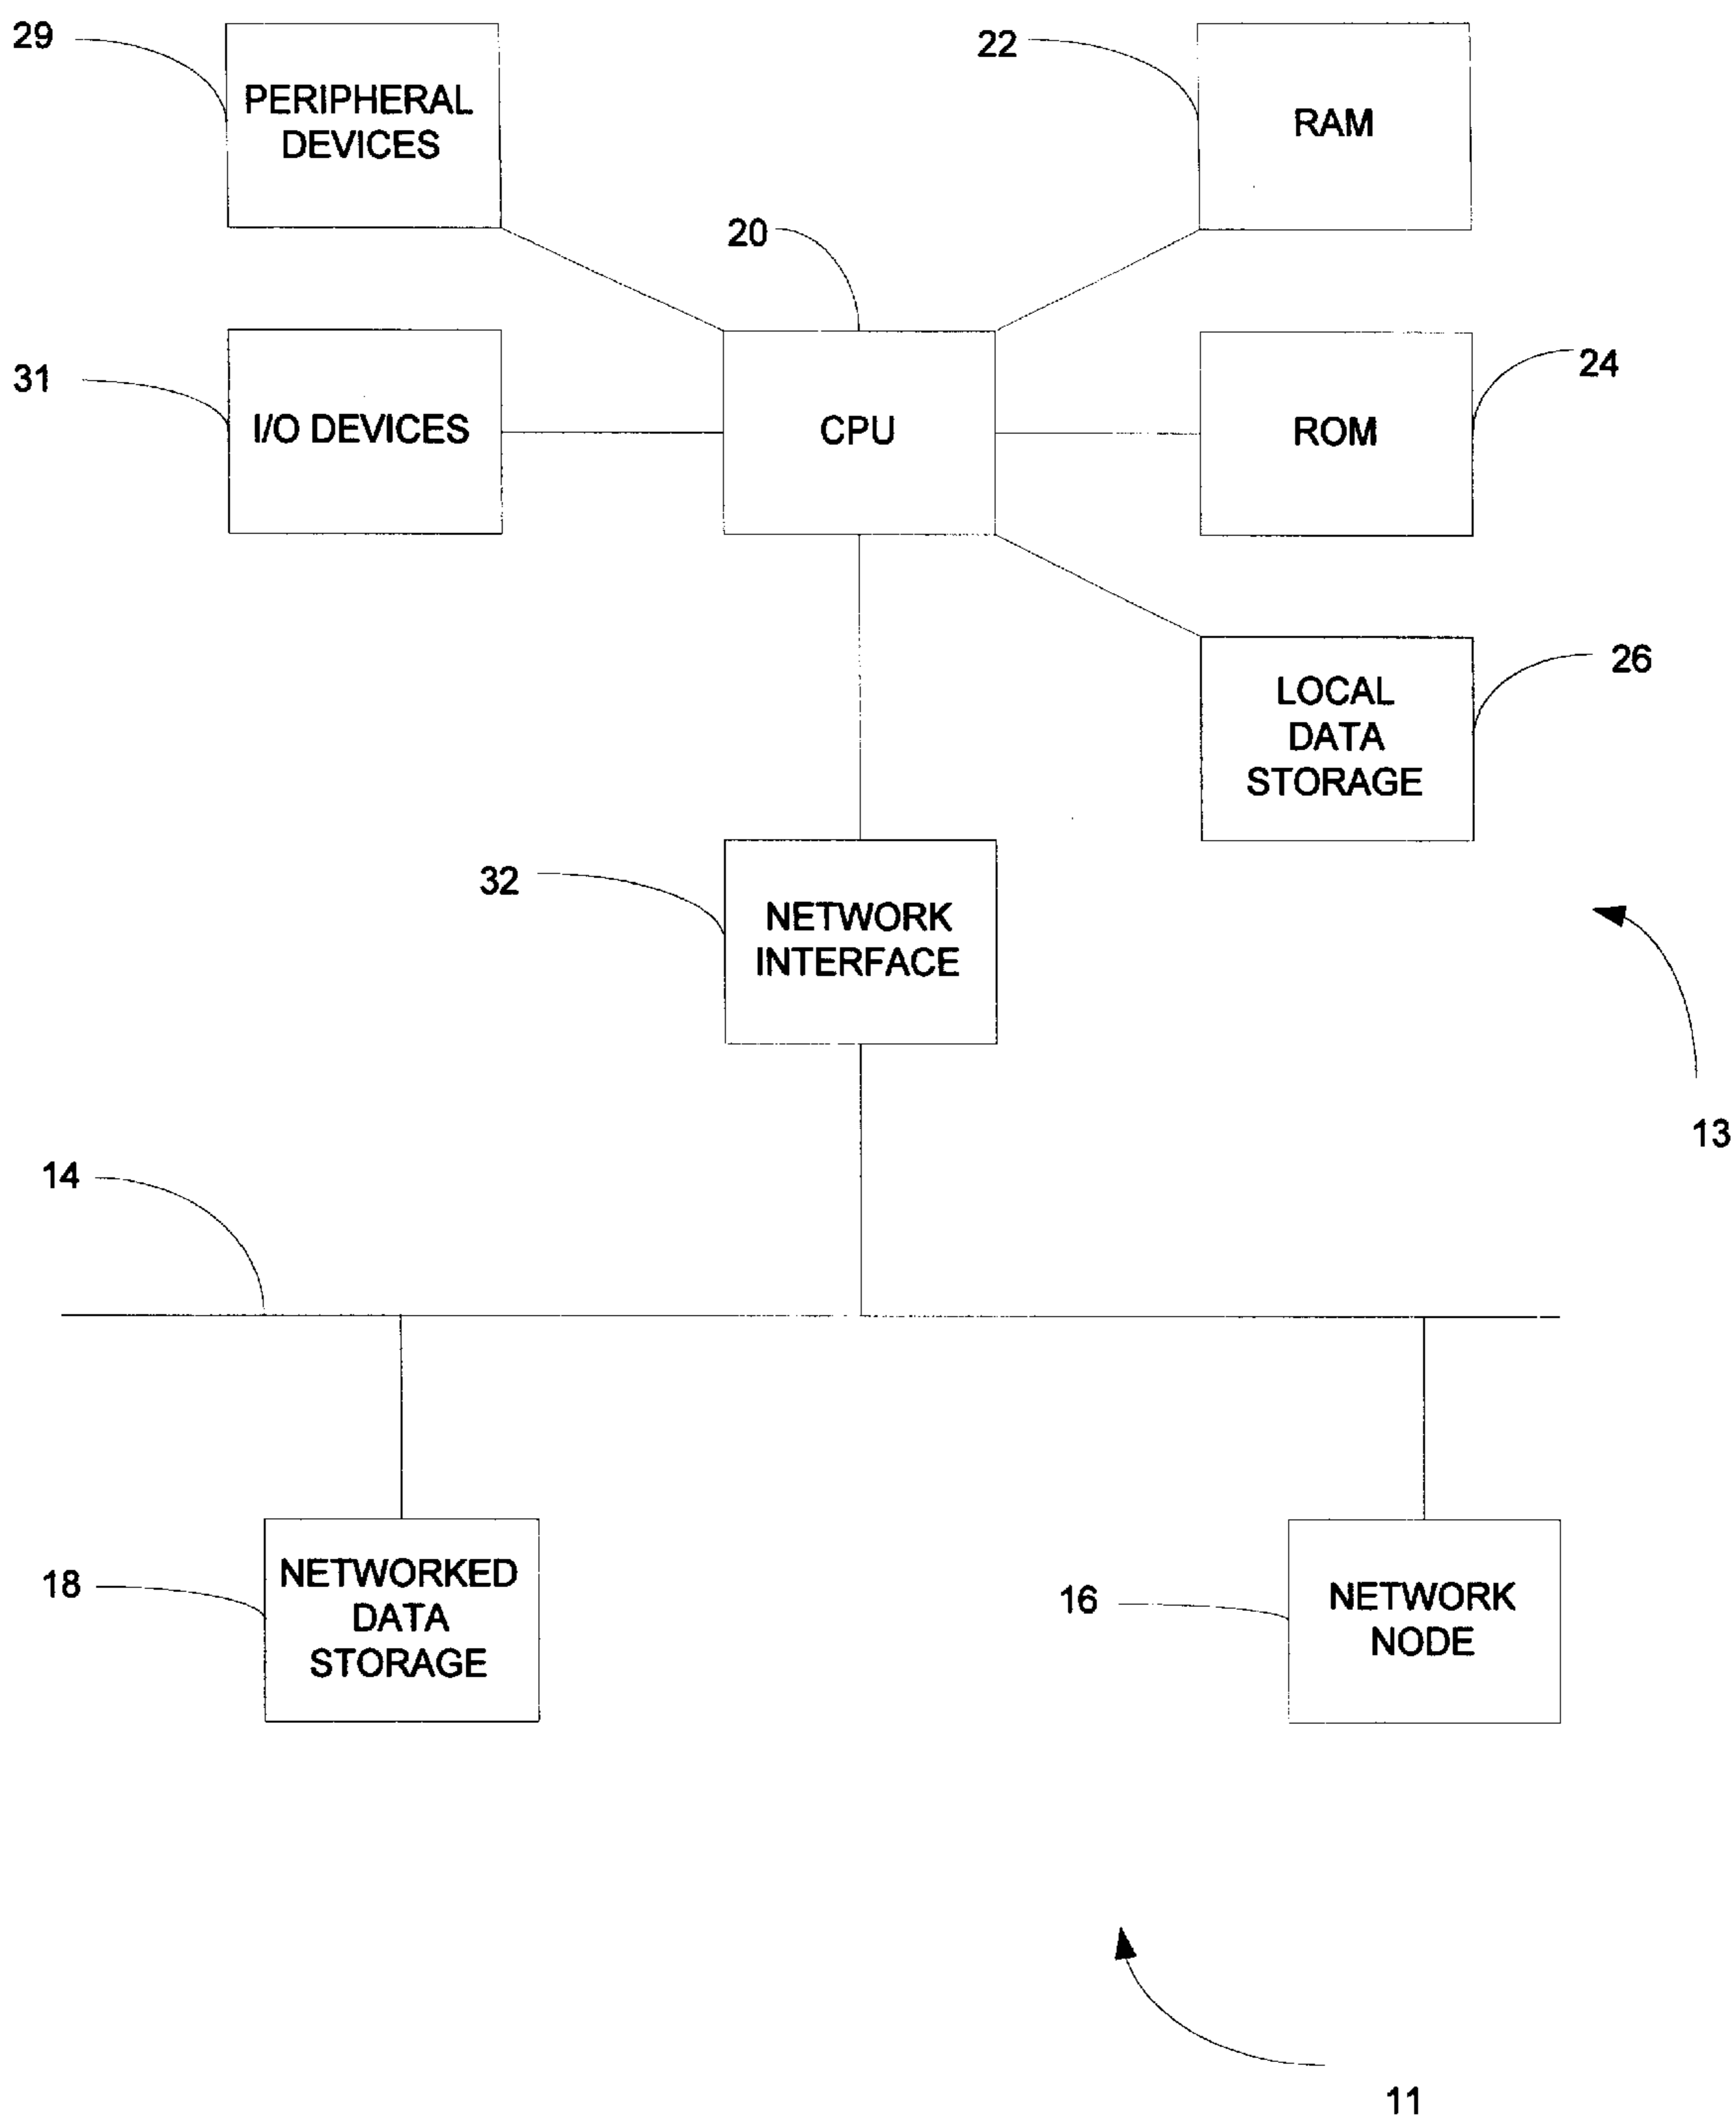 29
PERIPHERAL
DEVICES
22
RAM
20
31
I/O DEVICES
CPU
ROM
24
LOCAL
DATA
STORAGE
26
32
NETWORK
INTERFACE
13
14
18
NETWORKED
DATA
STORAGE
16
NETWORK
NODE
11